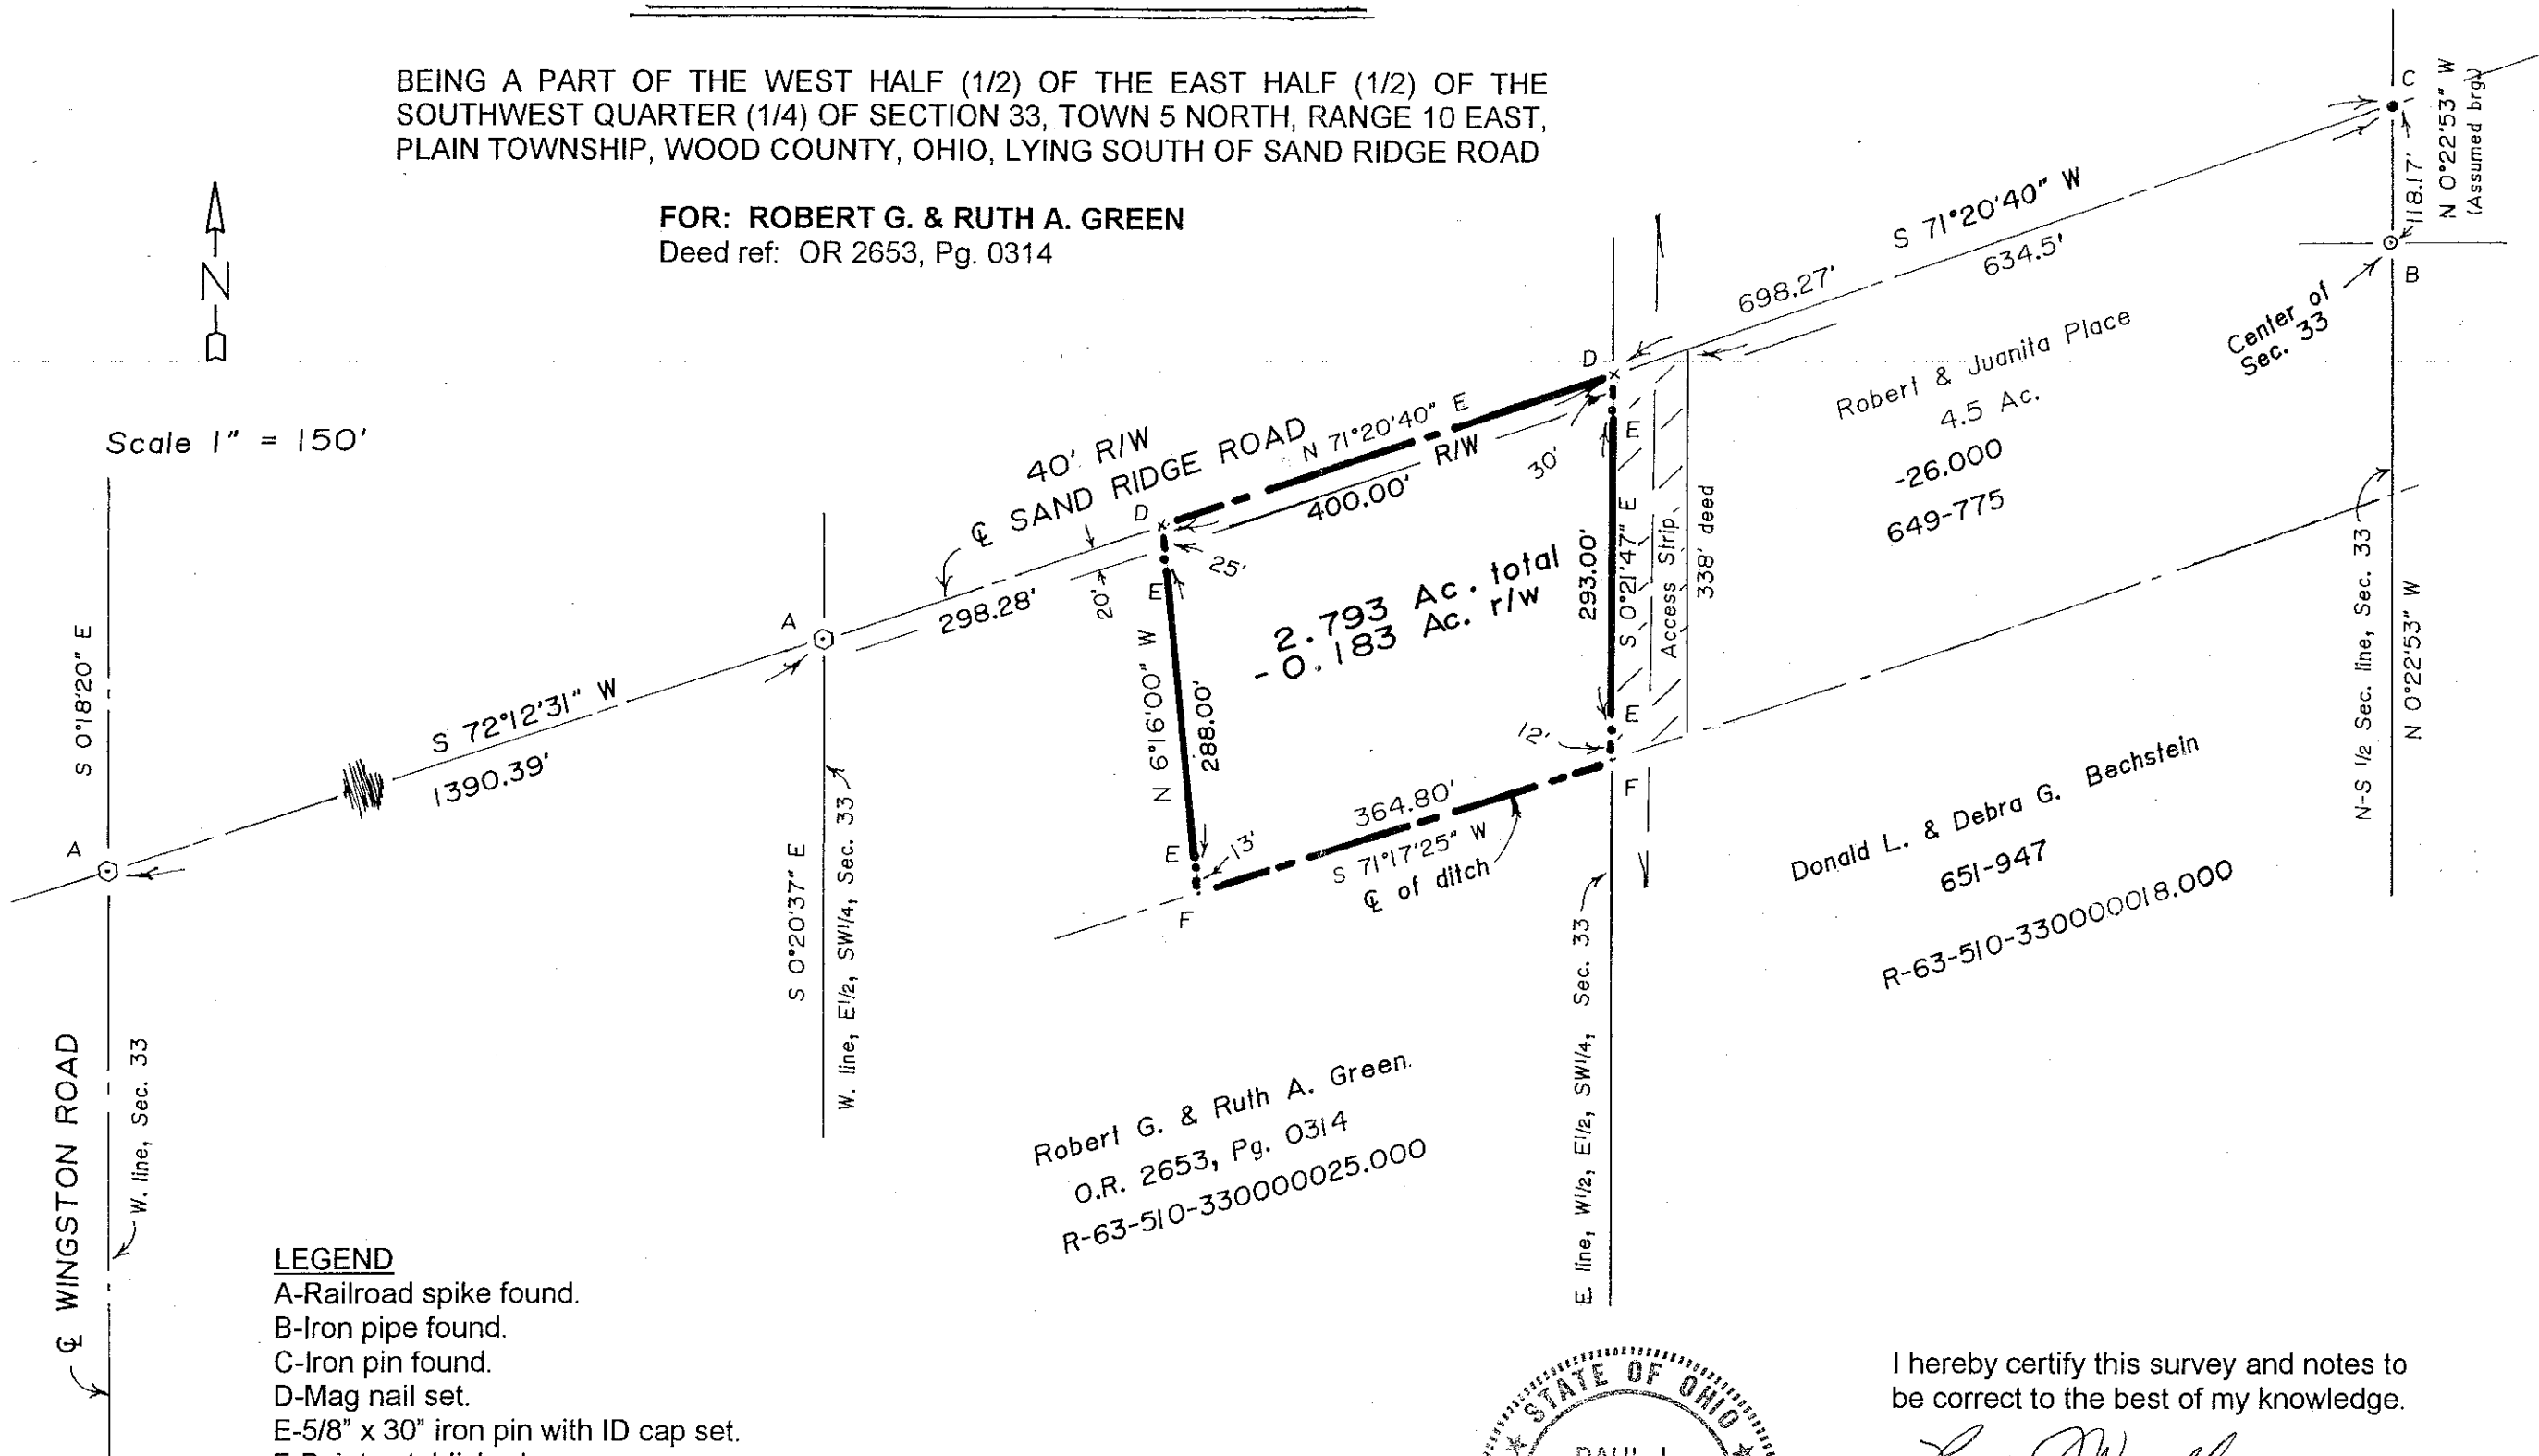 BEING A PART OF THE WEST HALF (1/2) OF THE EAST HALF (1/2) OF THE
SOUTHWEST QUARTER (1/4) OF SECTION 33, TOWN 5 NORTH, RANGE 10 EAST,
PLAIN TOWNSHIP, WOOD COUNTY, OHIO, LYING SOUTH OF SAND RIDGE ROAD
FOR: ROBERT G. & RUTH A. GREEN
Deed ref: OR 2653, Pg. 0314
N
Scale 1" = 150'
C
N 0°22'53" W
(Assumed brg.)
118.17'
B
Center of
Sec. 33
S 71°20'40" W
634.5'
698.27'
Robert & Juanita Place
4.5 Ac.
-26.000
649-775
D
40' R/W
℄ SAND RIDGE ROAD
N 71°20'40" E
R/W
400.00'
30'
E
D
25'
E
20'
298.28'
A
S 72°12'31" W
1390.39'
A
S 0°18'20" E
2.793 Ac. total
- 0.183 Ac. r/w
293.00'
S 0°21'47" E
Access Strip
338' deed
E
12'
F
N 6°16'00" W
288.00'
E
13'
F
364.80'
S 71°17'25" W
℄ of ditch
S 0°20'37" E
W. line, E1/2, SW1/4, Sec. 33
N-S 1/2 Sec. line, Sec. 33
N 0°22'53" W
Donald L. & Debra G. Bechstein
651-947
R-63-510-330000018.000
Robert G. & Ruth A. Green
O.R. 2653, Pg. 0314
R-63-510-330000025.000
E. line, W1/2, E1/2, SW1/4, Sec. 33
℄ WINGSTON ROAD
W. line, Sec. 33
LEGEND
A-Railroad spike found.
B-Iron pipe found.
C-Iron pin found.
D-Mag nail set.
E-5/8" x 30" iron pin with ID cap set.
STATE OF OHIO
I hereby certify this survey and notes to
be correct to the best of my knowledge.